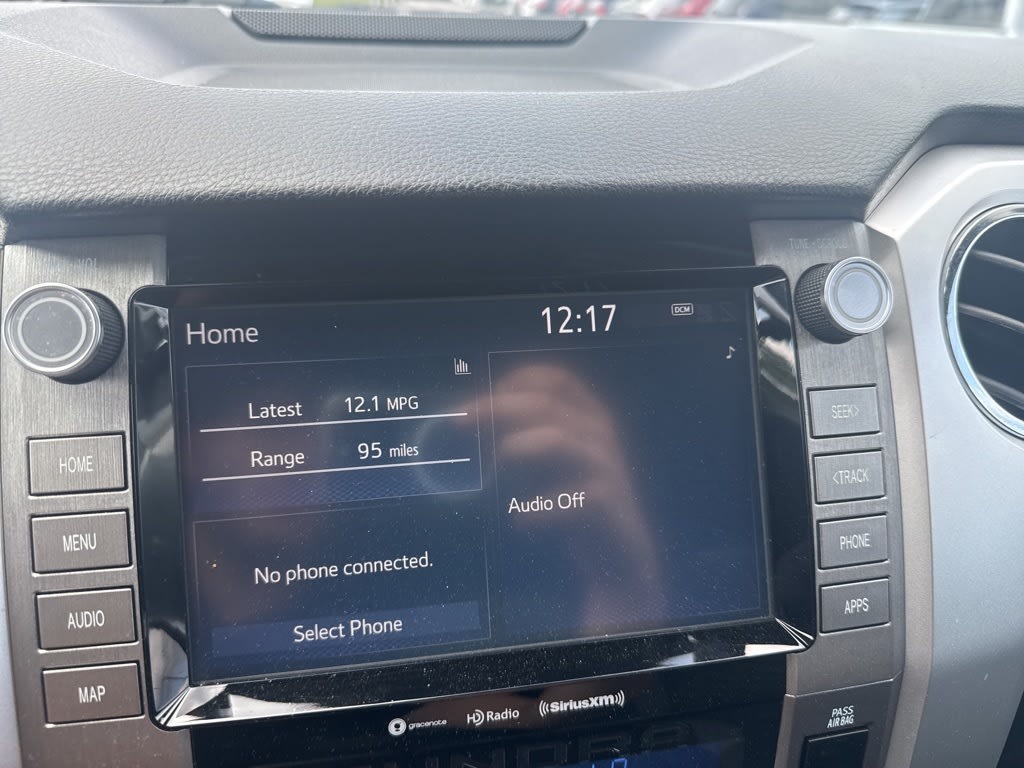 VOL
TUNE • SCROLL
Home
12:17
DCM
Latest 12.1 MPG
Range 95 miles
Audio Off
No phone connected.
Select Phone
HOME
MENU
AUDIO
MAP
SEEK>
<TRACK
PHONE
APPS
gracenote
HD Radio
SiriusXM
PASS
AIR BAG